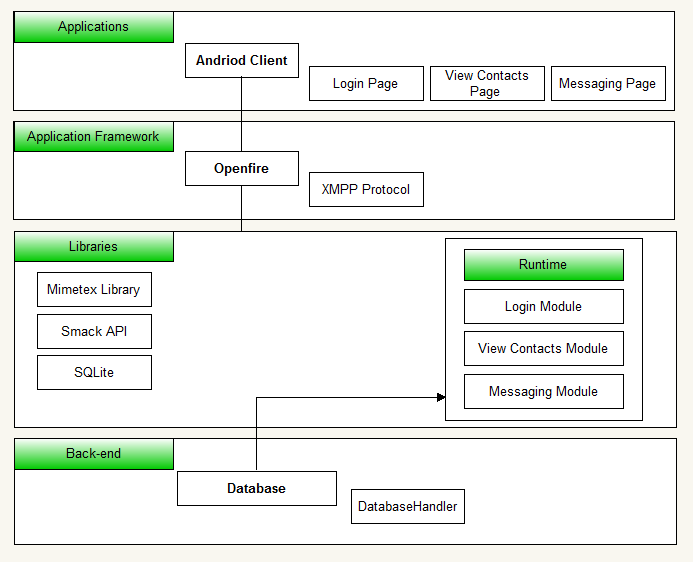 Applications
Andriod Client
Login Page
View Contacts
Page
Messaging Page
Application Framework
Openfire
XMPP Protocol
Libraries
Mimetex Library
Smack API
SQLite
Runtime
Login Module
View Contacts Module
Messaging Module
Back-end
Database
DatabaseHandler